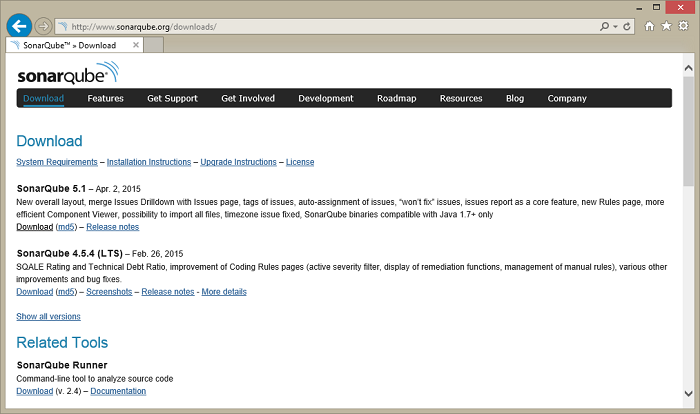 http://www.sonarqube.org/downloads/
SonarQube™ » Download
sonarqube
Download Features Get Support Get Involved Development Roadmap Resources Blog Company
Download
System Requirements – Installation Instructions – Upgrade Instructions – License
SonarQube 5.1 – Apr. 2, 2015
New overall layout, merge Issues Drilldown with Issues page, tags of issues, auto-assignment of issues, “won't fix” issues, issues report as a core feature, new Rules page, more
efficient Component Viewer, possibility to import all files, timezone issue fixed, SonarQube binaries compatible with Java 1.7+ only
Download (md5) – Release notes
SonarQube 4.5.4 (LTS) – Feb. 26, 2015
SQALE Rating and Technical Debt Ratio, improvement of Coding Rules pages (active severity filter, display of remediation functions, management of manual rules), various other
improvements and bug fixes.
Download (md5) – Screenshots – Release notes - More details
Show all versions
Related Tools
SonarQube Runner
Command-line tool to analyze source code
Download (v. 2.4) – Documentation